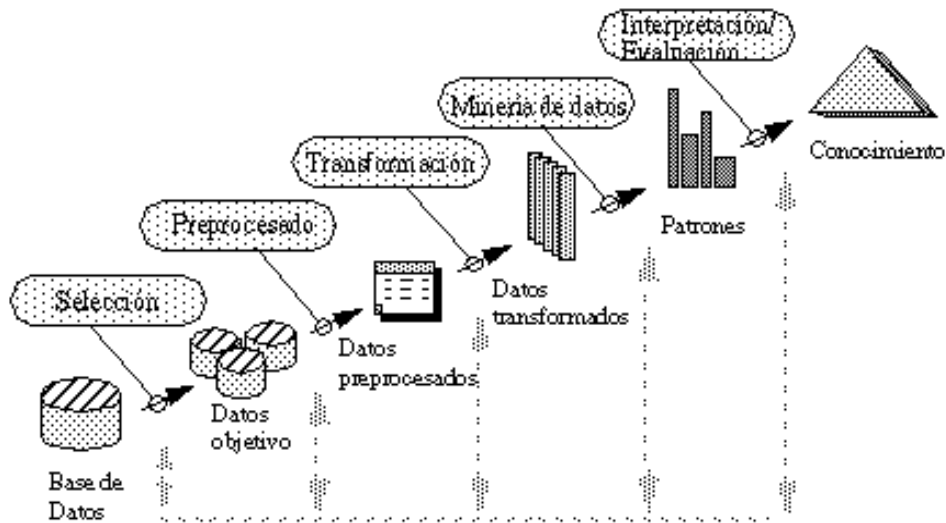 Interpretación/
Evaluación
Conocimiento
Minería de datos
Patrones
Transformación
Datos
transformados
Preprocesado
Datos
preprocesados
Selección
Datos
objetivo
Base de
Datos